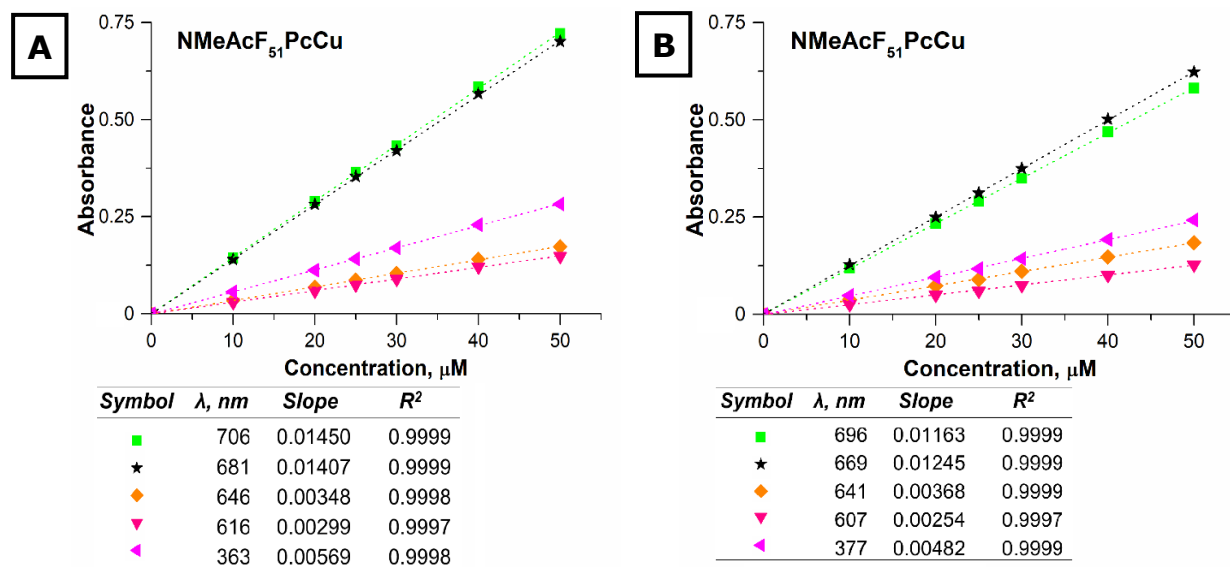 A
NMeAcF51PcCu
0.75
0.50
0.25
0
Absorbance
0 10 20 30 40 50
Concentration, μM
Symbol λ, nm Slope R²
706 0.01450 0.9999
681 0.01407 0.9999
646 0.00348 0.9998
616 0.00299 0.9997
363 0.00569 0.9998
B
NMeAcF51PcCu
0.75
0.50
0.25
0
Absorbance
0 10 20 30 40 50
Concentration, μM
Symbol λ, nm Slope R²
696 0.01163 0.9999
669 0.01245 0.9999
641 0.00368 0.9999
607 0.00254 0.9997
377 0.00482 0.9999